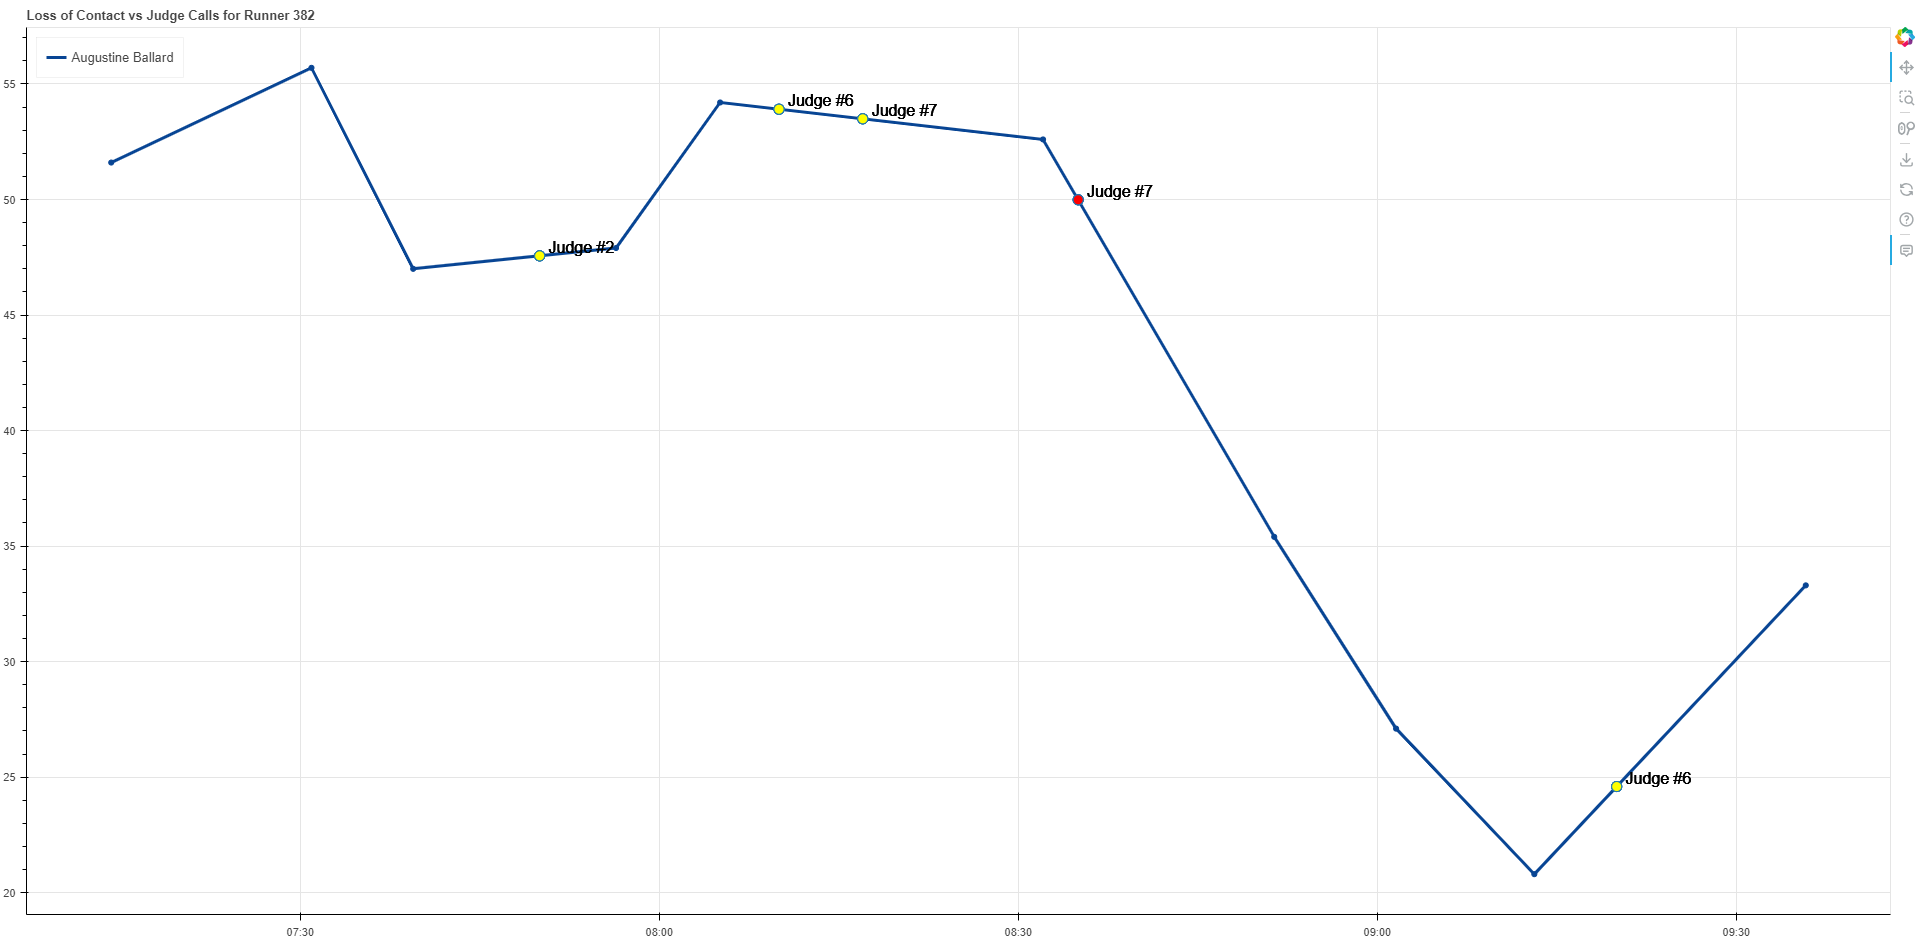 Loss of Contact vs Judge Calls for Runner 382
Augustine Ballard
55
50
45
40
35
30
25
20
Judge #6
Judge #7
Judge #7
Judge #2
Judge #6
07:30
08:00
08:30
09:00
09:30